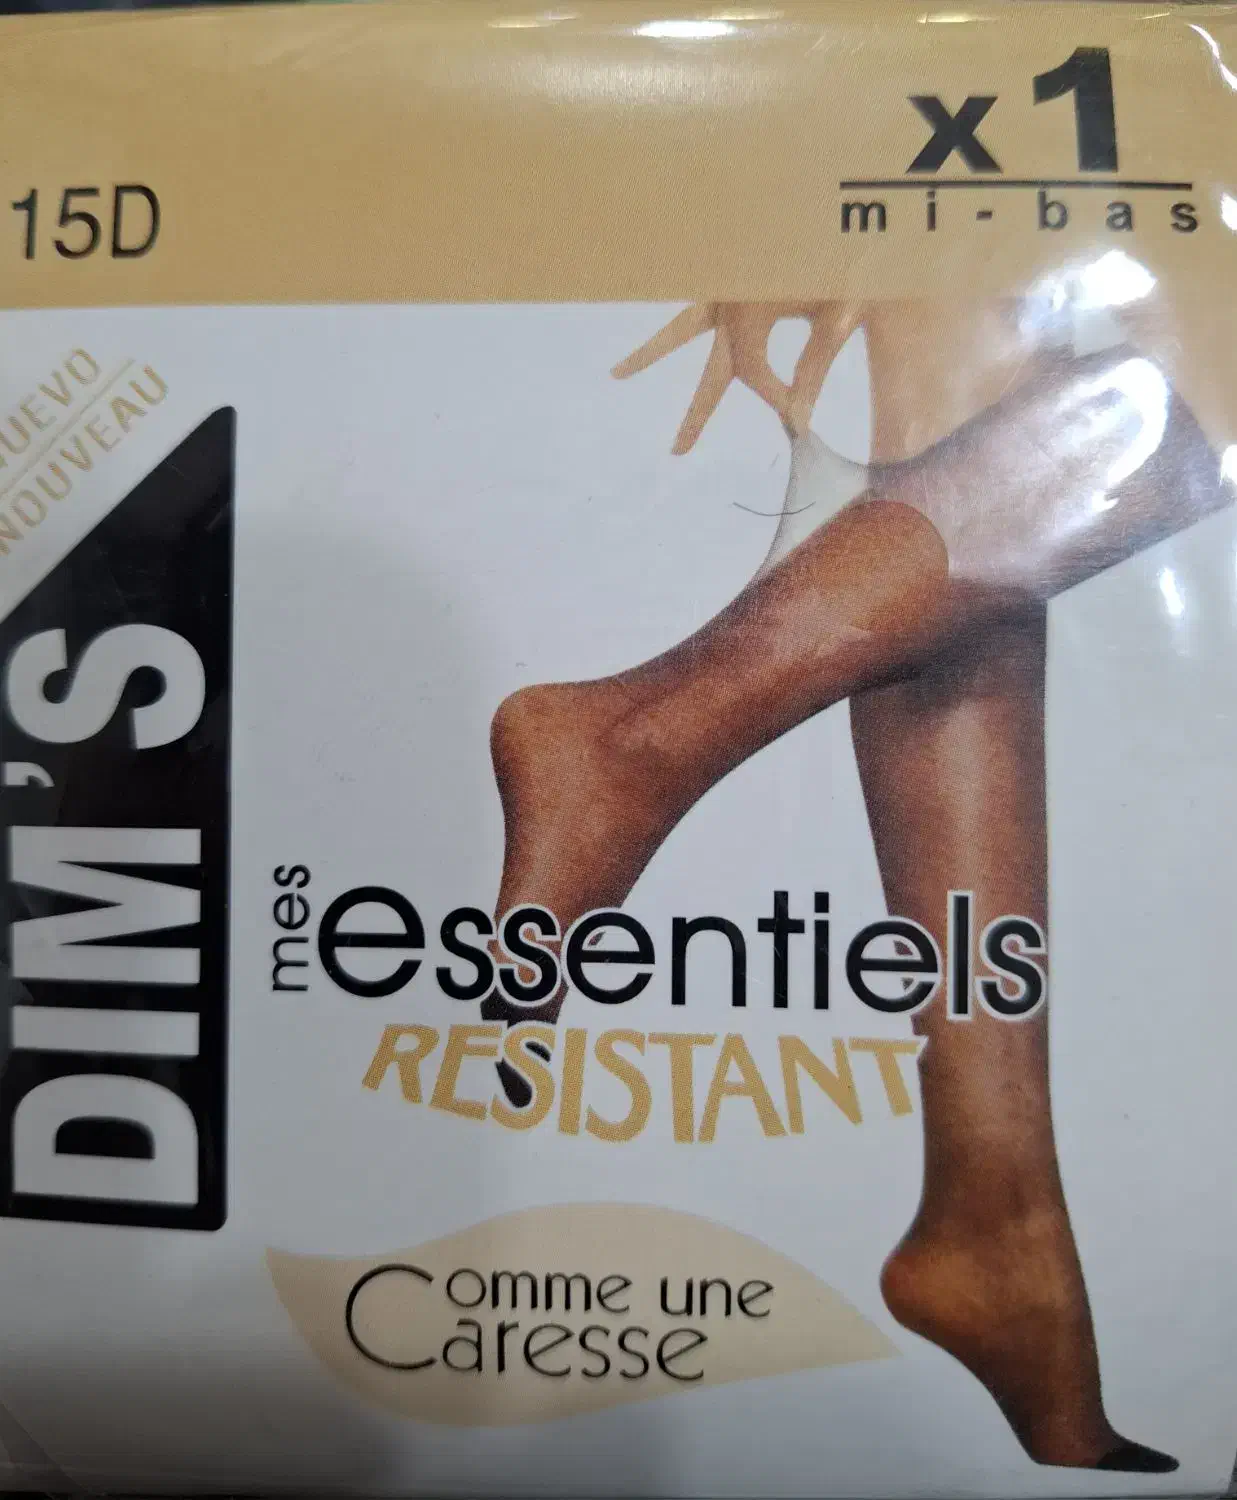 x1
mi-bas
15D
NUEVO
NOUVEAU
DIM'S
mes essentiels
RESISTANT
Comme une
Caresse